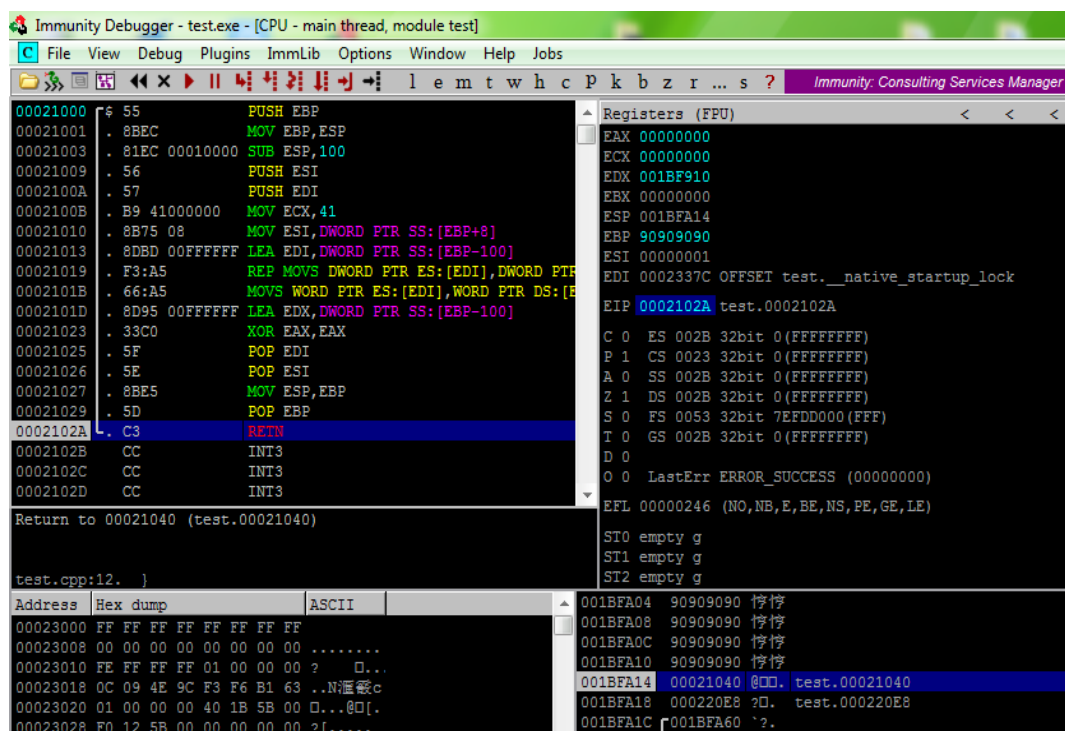 Immunity Debugger - test.exe - [CPU - main thread, module test]
C File View Debug Plugins ImmLib Options Window Help Jobs
l e m t w h c P k b z r ... s ? Immunity: Consulting Services Manager
00021000 $ 55 PUSH EBP
00021001 . 8BEC MOV EBP,ESP
00021003 . 81EC 00010000 SUB ESP,100
00021009 . 56 PUSH ESI
0002100A . 57 PUSH EDI
0002100B . B9 41000000 MOV ECX,41
00021010 . 8B75 08 MOV ESI,DWORD PTR SS:[EBP+8]
00021013 . 8DBD 00FFFFFF LEA EDI,DWORD PTR SS:[EBP-100]
00021019 . F3:A5 REP MOVS DWORD PTR ES:[EDI],DWORD PTR
0002101B . 66:A5 MOVS WORD PTR ES:[EDI],WORD PTR DS:[E
0002101D . 8D95 00FFFFFF LEA EDX,DWORD PTR SS:[EBP-100]
00021023 . 33C0 XOR EAX,EAX
00021025 . 5F POP EDI
00021026 . 5E POP ESI
00021027 . 8BE5 MOV ESP,EBP
00021029 . 5D POP EBP
0002102A . C3 RETN
0002102B CC INT3
0002102C CC INT3
0002102D CC INT3
Return to 00021040 (test.00021040)
test.cpp:12. }
Registers (FPU) < < <
EAX 00000000
ECX 00000000
EDX 001BF910
EBX 00000000
ESP 001BFA14
EBP 90909090
ESI 00000001
EDI 0002337C OFFSET test.__native_startup_lock
EIP 0002102A test.0002102A
C 0 ES 002B 32bit 0(FFFFFFFF)
P 1 CS 0023 32bit 0(FFFFFFFF)
A 0 SS 002B 32bit 0(FFFFFFFF)
Z 1 DS 002B 32bit 0(FFFFFFFF)
S 0 FS 0053 32bit 7EFDD000(FFF)
T 0 GS 002B 32bit 0(FFFFFFFF)
D 0
O 0 LastErr ERROR_SUCCESS (00000000)
EFL 00000246 (NO,NB,E,BE,NS,PE,GE,LE)
ST0 empty g
ST1 empty g
ST2 empty g
Address Hex dump ASCII
00023000 FF FF FF FF FF FF FF FF
00023008 00 00 00 00 00 00 00 00 ........
00023010 FE FF FF FF 01 00 00 00 ? ...
00023018 0C 09 4E 9C F3 F6 B1 63 ..N c
00023020 01 00 00 00 40 1B 5B 00 ...@ [.
00023028 F0 12 5B 00 00 00 00 00 ?[.....
001BFA04 90909090
001BFA08 90909090
001BFA0C 90909090
001BFA10 90909090
001BFA14 00021040 @ . test.00021040
001BFA18 000220E8 ? . test.000220E8
001BFA1C 001BFA60 `?.